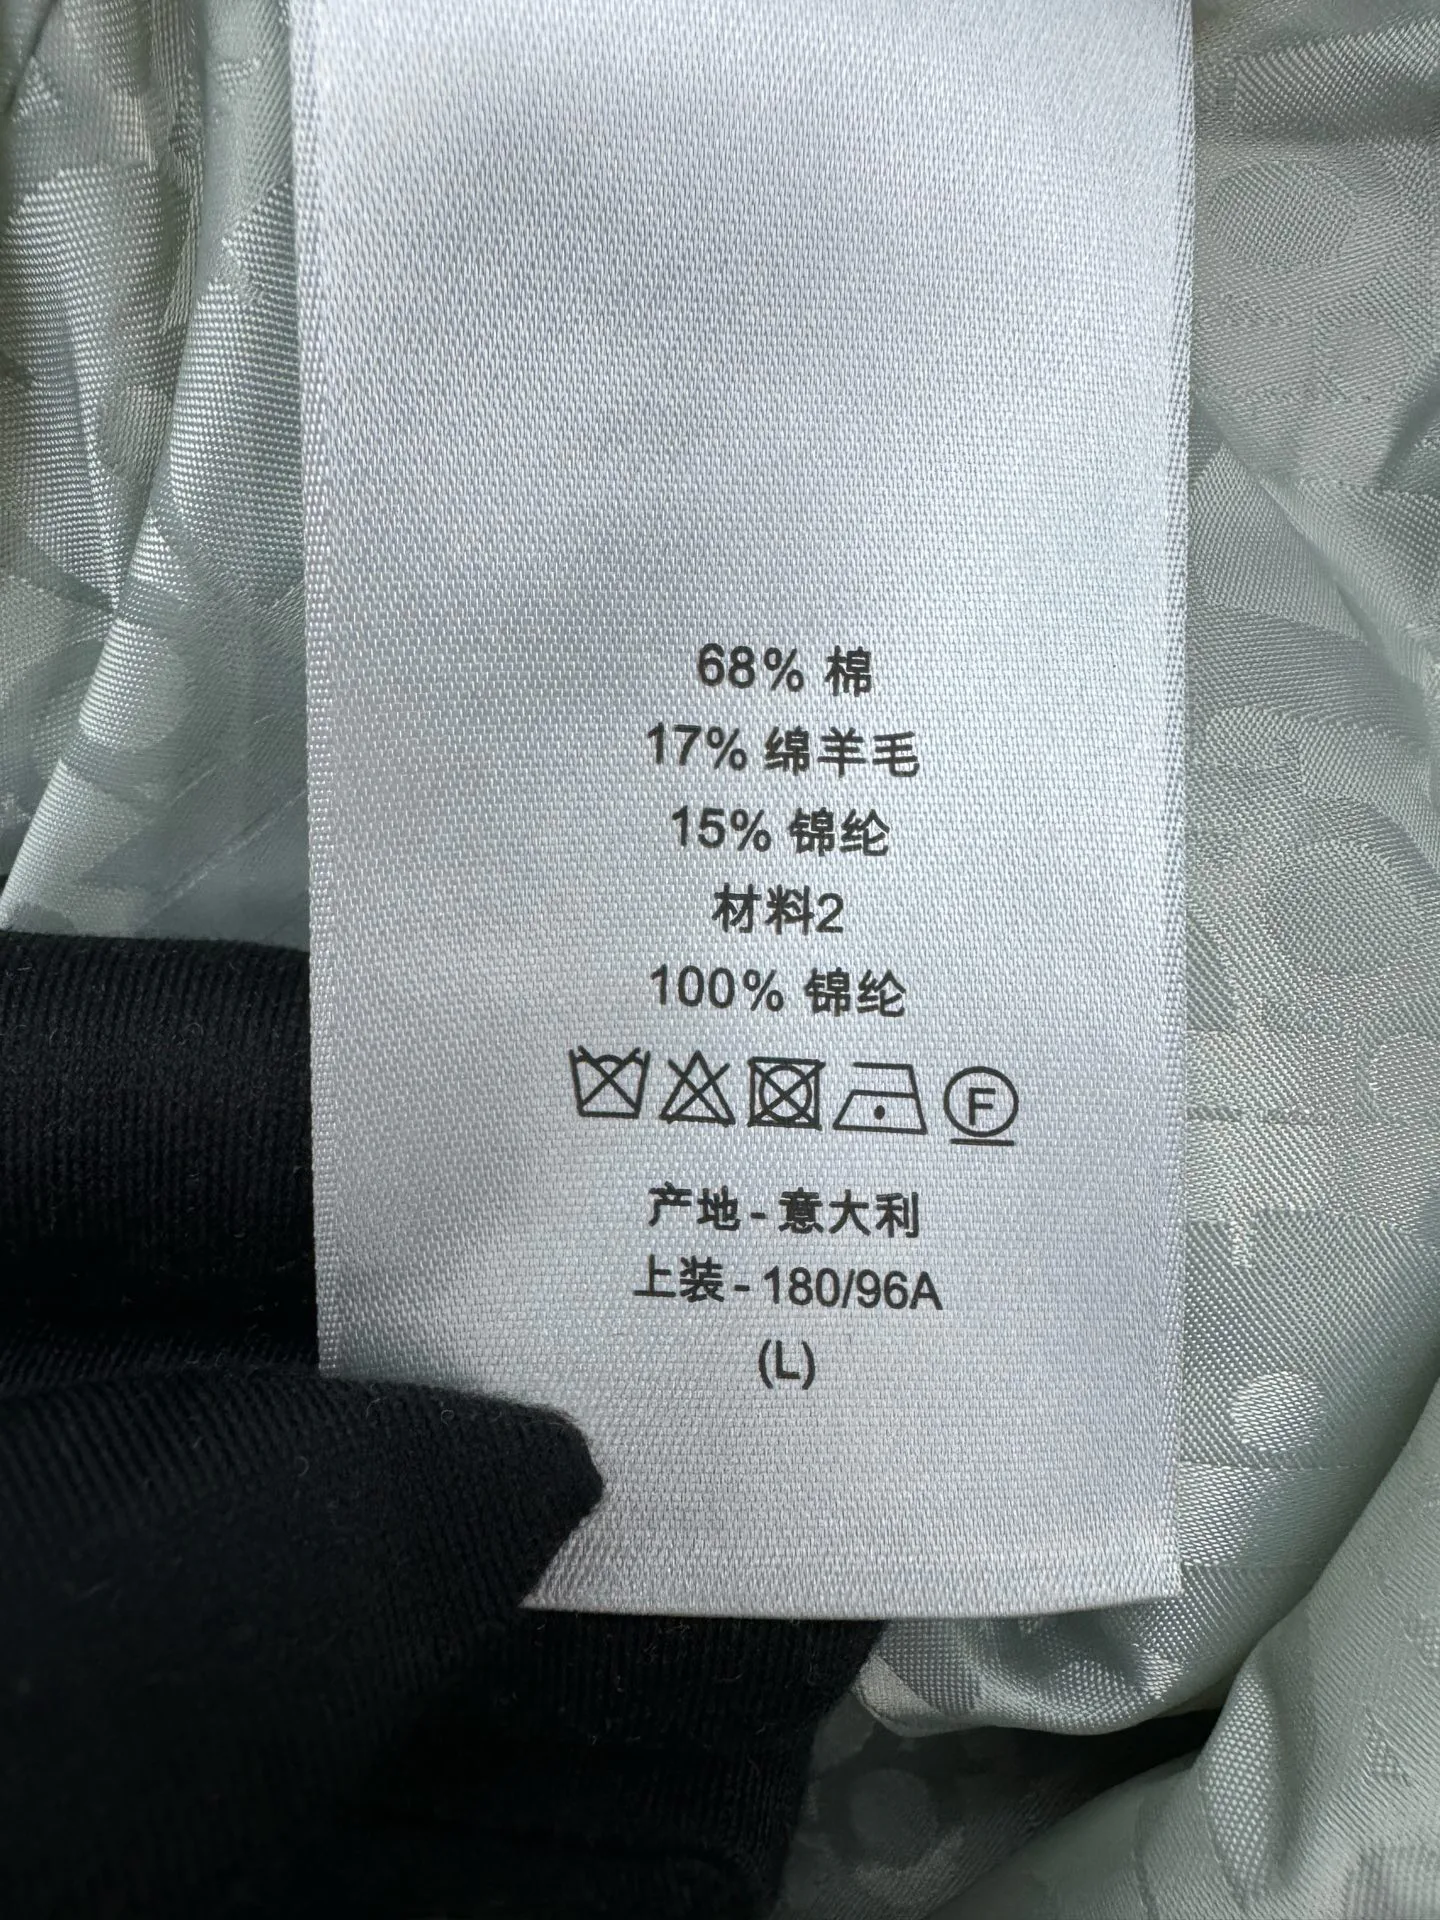 68% 棉
17% 绵羊毛
15% 锦纶
材料2
100% 锦纶
F
产地 - 意大利
上装 - 180/96A
(L)